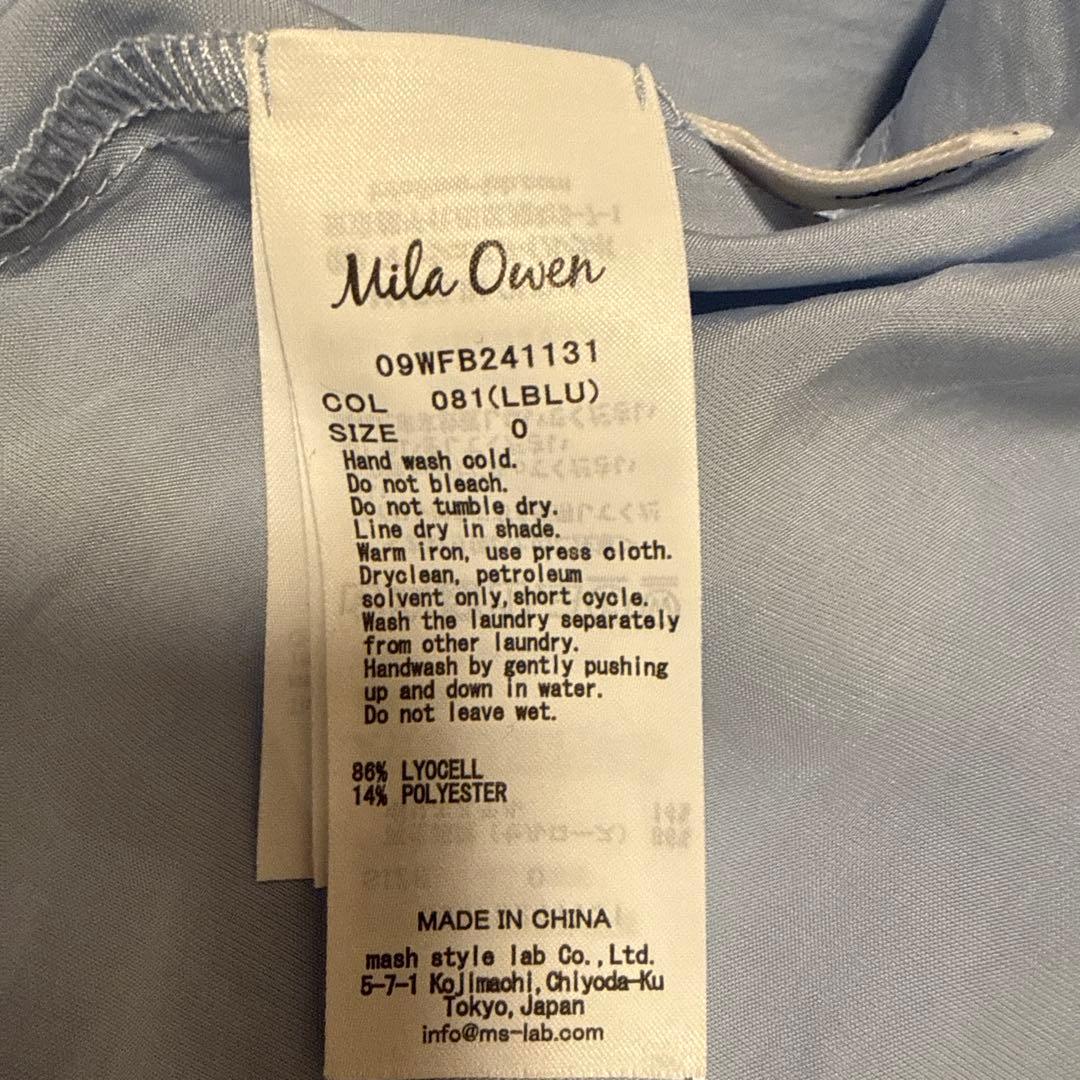 Mila Owen
09WFB241131
COL 081(LBLU)
SIZE 0
Hand wash cold.
Do not bleach.
Do not tumble dry.
Line dry in shade.
Warm iron, use press cloth.
Dryclean, petroleum
solvent only,short cycle.
Wash the laundry separately
from other laundry.
Handwash by gently pushing
up and down in water.
Do not leave wet.
86% LYOCELL
14% POLYESTER
MADE IN CHINA
mash style lab Co.,Ltd.
5-7-1 Kojimachi,Chiyoda-Ku
Tokyo,Japan
info@ms-lab.com